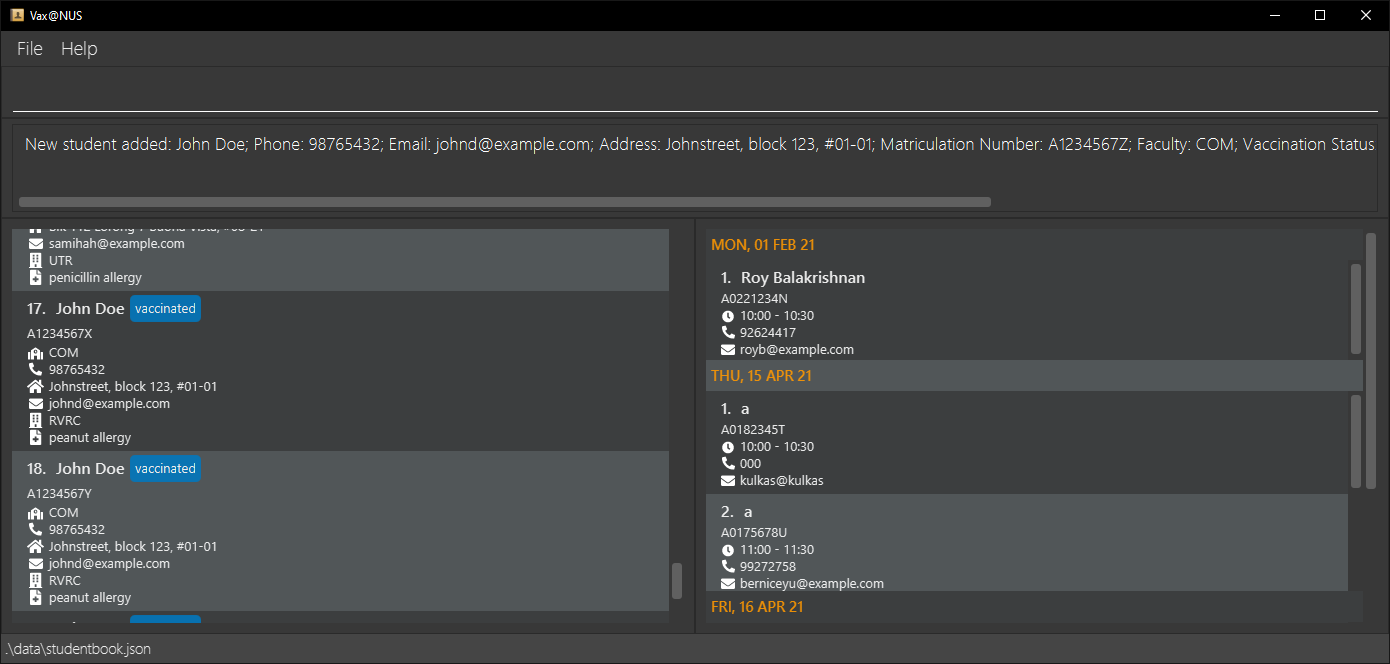 Vax@NUS
File Help
New student added: John Doe; Phone: 98765432; Email: johnd@example.com; Address: Johnstreet, block 123, #01-01; Matriculation Number: A1234567Z; Faculty: COM; Vaccination Status
samihah@example.com
UTR
penicillin allergy
17. John Doe vaccinated
A1234567X
COM
98765432
Johnstreet, block 123, #01-01
johnd@example.com
RVRC
peanut allergy
18. John Doe vaccinated
A1234567Y
COM
98765432
Johnstreet, block 123, #01-01
johnd@example.com
RVRC
peanut allergy
MON, 01 FEB 21
1. Roy Balakrishnan
A0221234N
10:00 - 10:30
92624417
royb@example.com
THU, 15 APR 21
1. a
A0182345T
10:00 - 10:30
000
kulkas@kulkas
2. a
A0175678U
11:00 - 11:30
99272758
berniceyu@example.com
FRI, 16 APR 21
.\data\studentbook.json